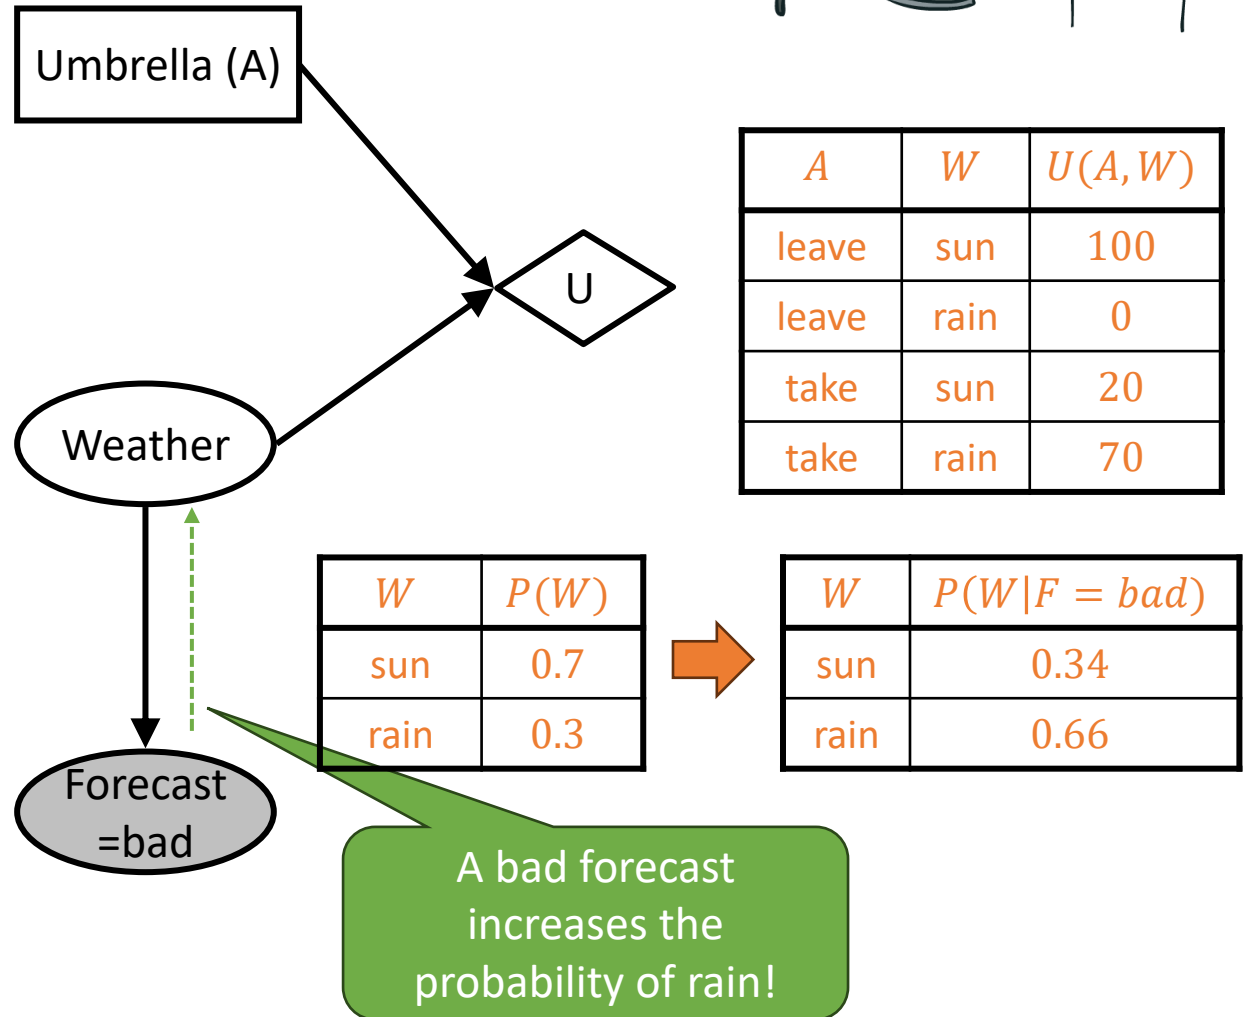 Umbrella (A)
U
A W U(A, W)
leave sun 100
leave rain 0
take sun 20
take rain 70
Weather
W P(W)
sun 0.7
rain 0.3
W P(W|F = bad)
sun 0.34
rain 0.66
Forecast
=bad
A bad forecast
increases the
probability of rain!